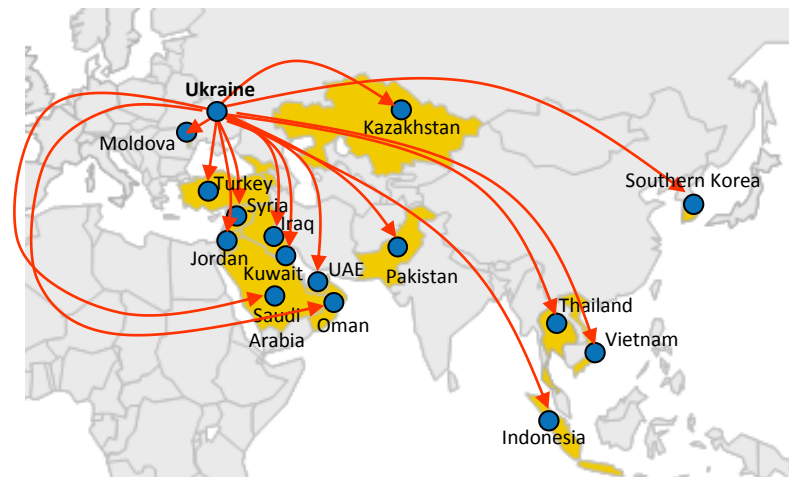 Ukraine
Moldova
Kazakhstan
Turkey
Southern Korea
Syria
Iraq
Jordan
Kuwait
UAE
Pakistan
Saudi
Arabia
Oman
Thailand
Vietnam
Indonesia